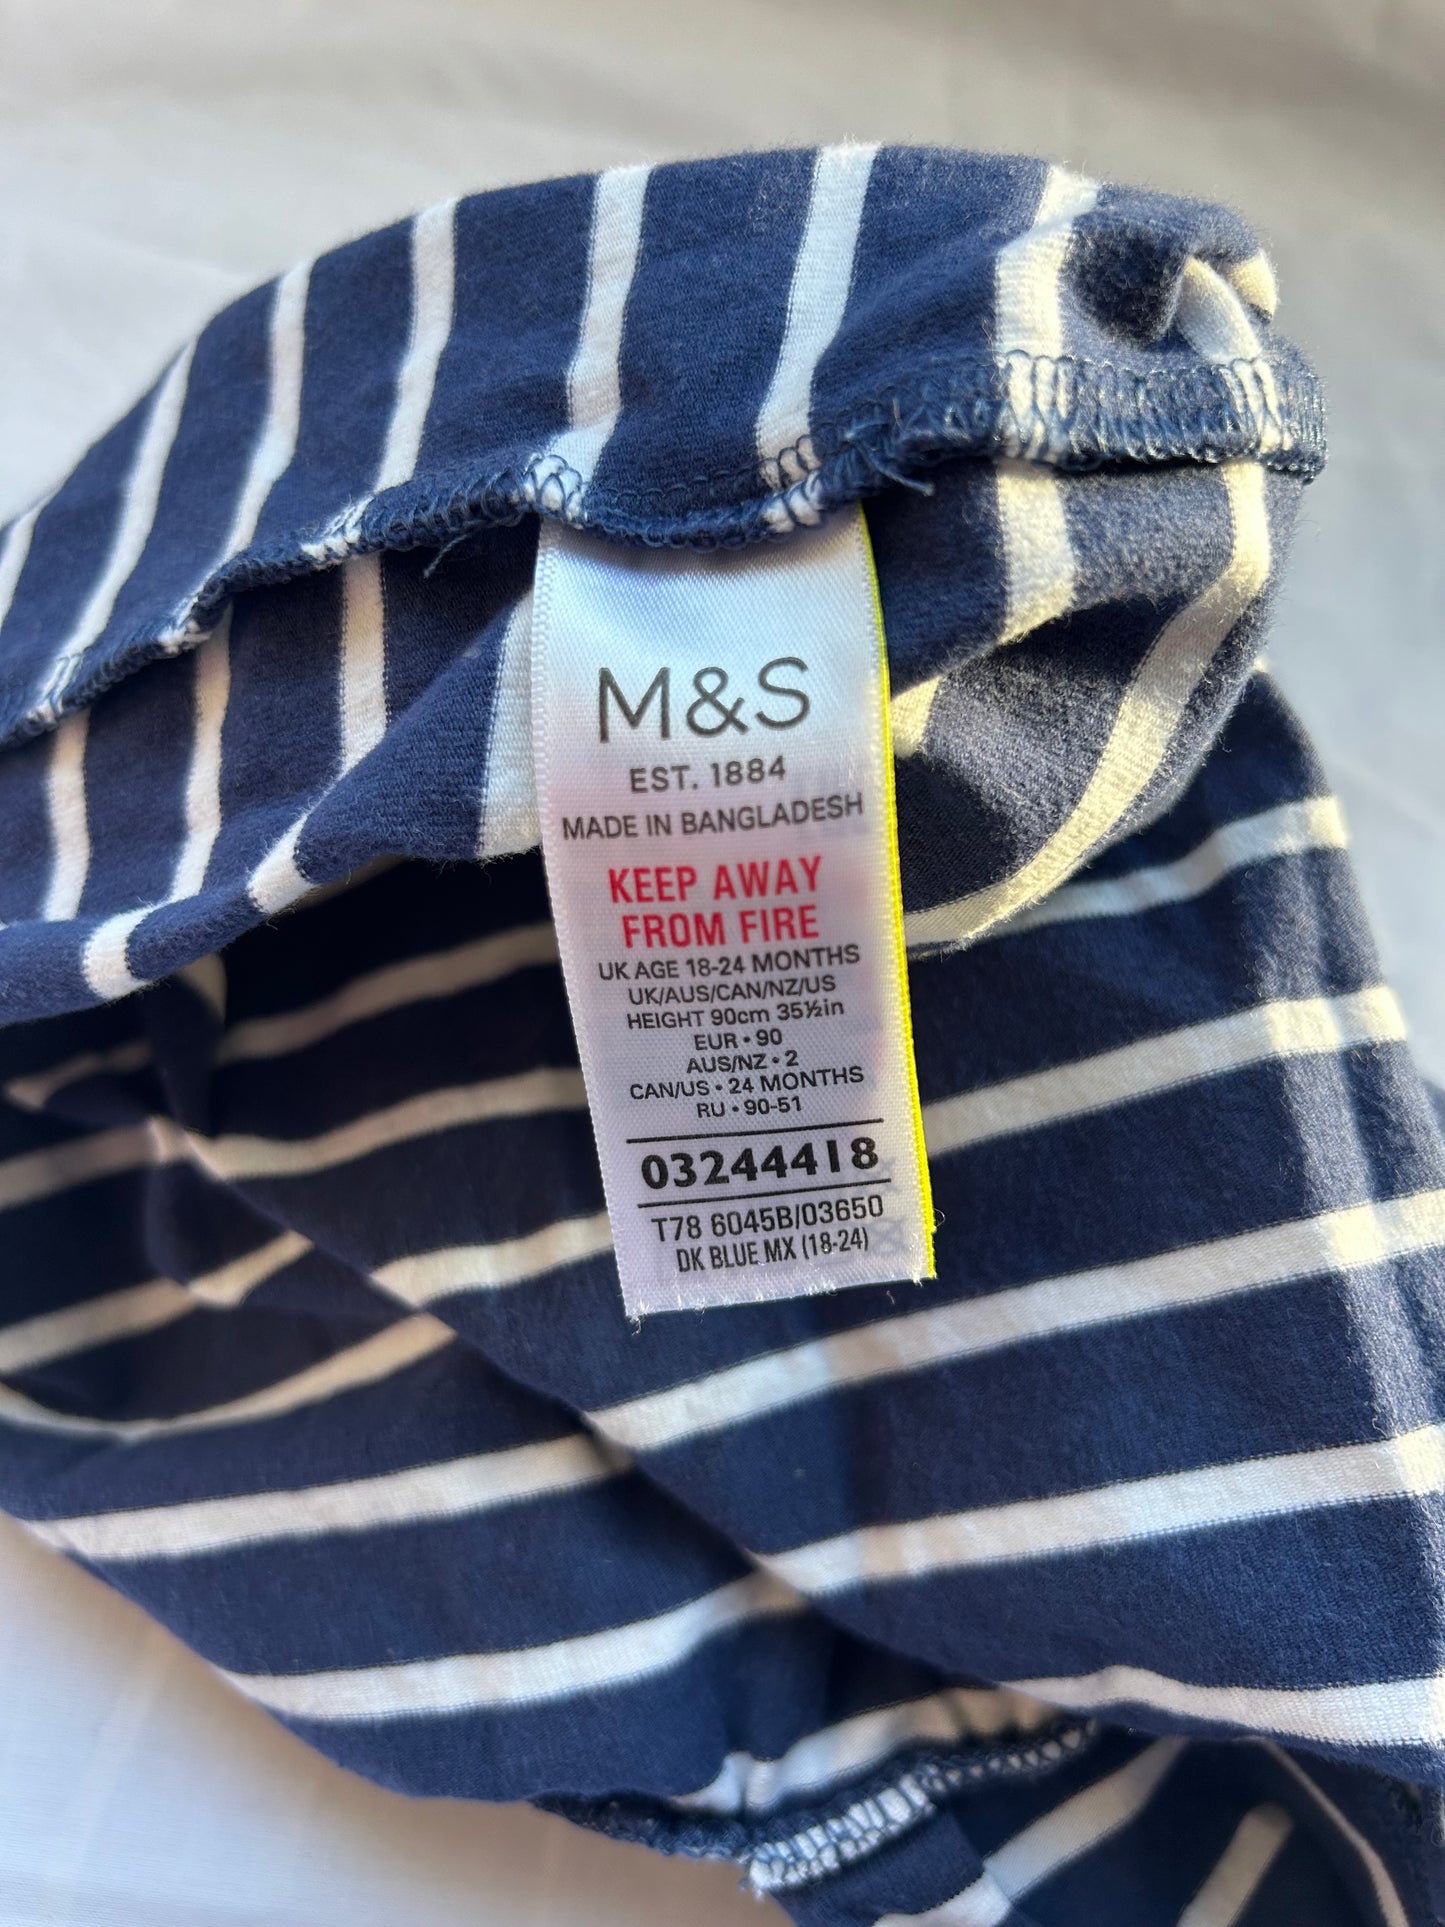 M&S
EST. 1884
MADE IN BANGLADESH
KEEP AWAY
FROM FIRE
UK AGE 18-24 MONTHS
UK/AUS/CAN/NZ/US
HEIGHT 90cm 35½in
EUR • 90
AUS/NZ • 2
CAN/US • 24 MONTHS
RU • 90-51
03244418
T78 6045B/03650
DK BLUE MX (18-24)